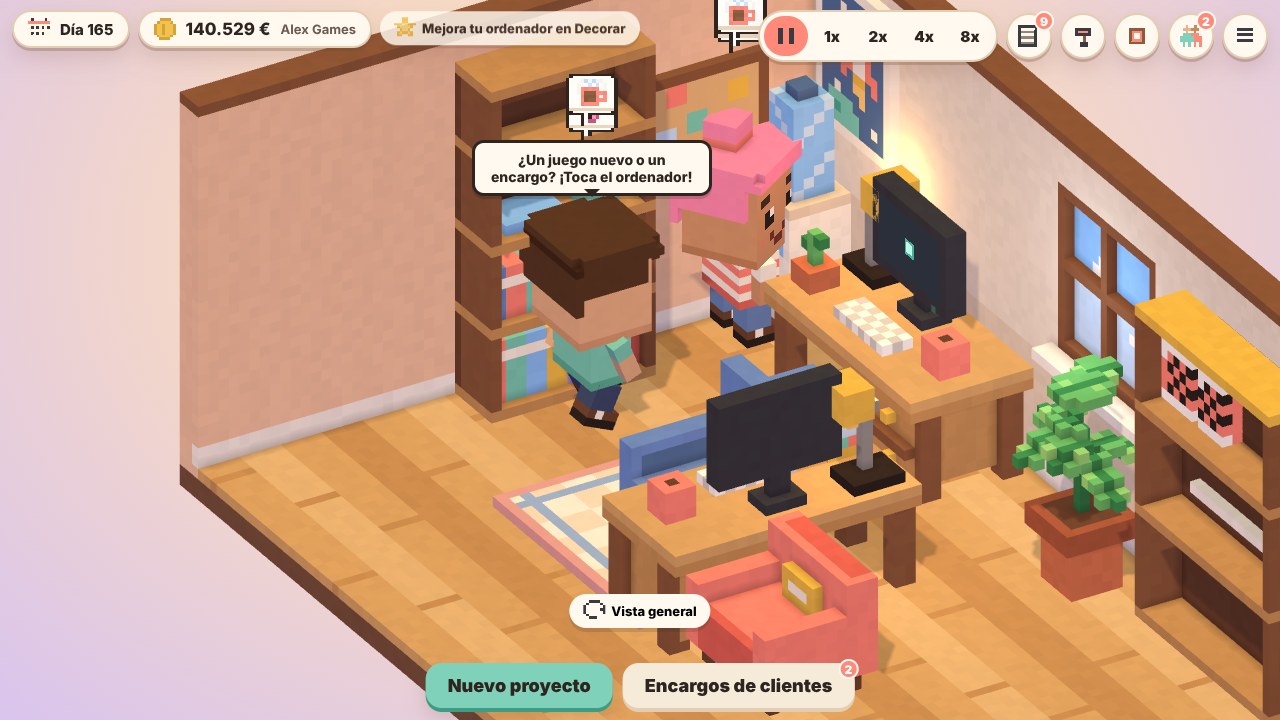 Día 165
140.529 €
Alex Games
Mejora tu ordenador en Decorar
1x
2x
4x
8x
9
2
¿Un juego nuevo o un
encargo? ¡Toca el ordenador!
Vista general
Nuevo proyecto
Encargos de clientes
2